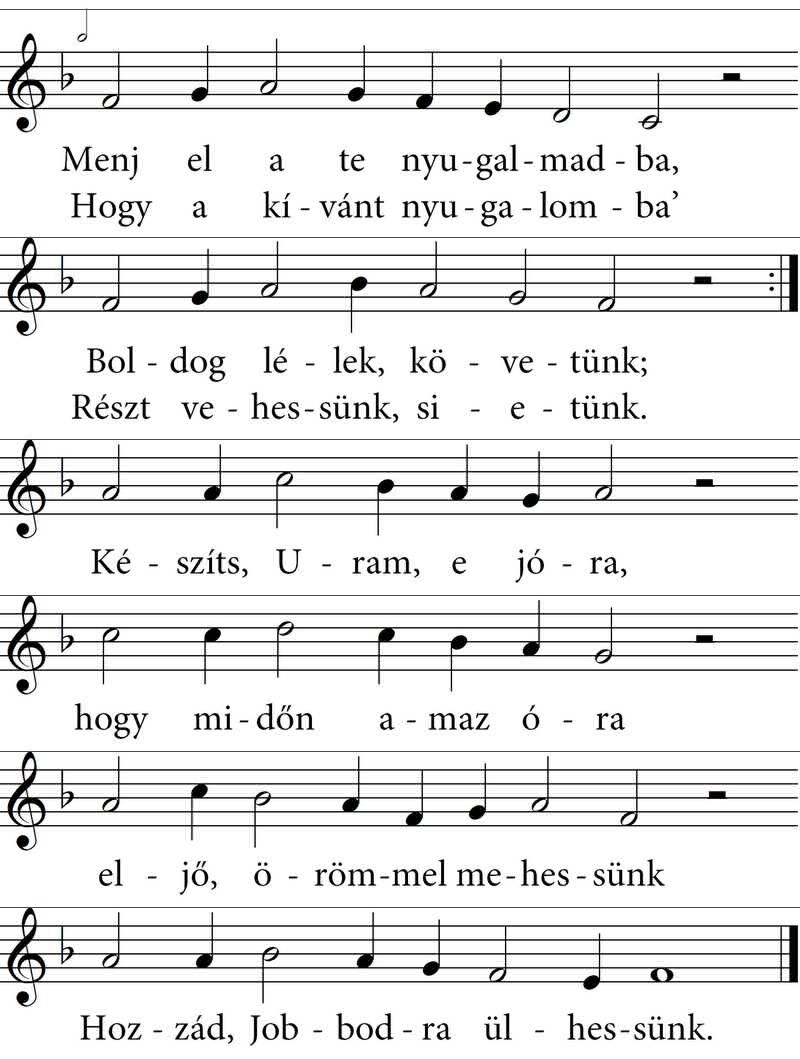 Menj el a te nyu-gal-mad - ba,
Hogy a kí - vánt nyu - ga - lom - ba’
Bol - dog lé - lek, kö - ve - tünk;
Részt ve - hes - sünk, si - e - tünk.
Ké - szíts, U - ram, e jó - ra,
hogy mi - dőn a - maz ó - ra
el - jő, ö - röm-mel me - hes - sünk
Hoz - zád, Job - bod - ra ül - hes - sünk.